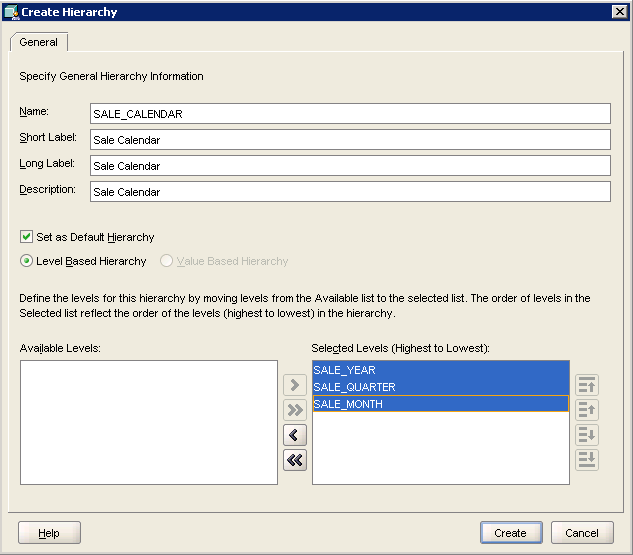 Create Hierarchy
General
Specify General Hierarchy Information
Name: SALE_CALENDAR
Short Label: Sale Calendar
Long Label: Sale Calendar
Description: Sale Calendar
Set as Default Hierarchy
Level Based Hierarchy Value Based Hierarchy
Define the levels for this hierarchy by moving levels from the Available list to the selected list. The order of levels in the
Selected list reflect the order of the levels (highest to lowest) in the hierarchy.
Available Levels: Selected Levels (Highest to Lowest):
SALE_YEAR
SALE_QUARTER
SALE_MONTH
Help Create Cancel